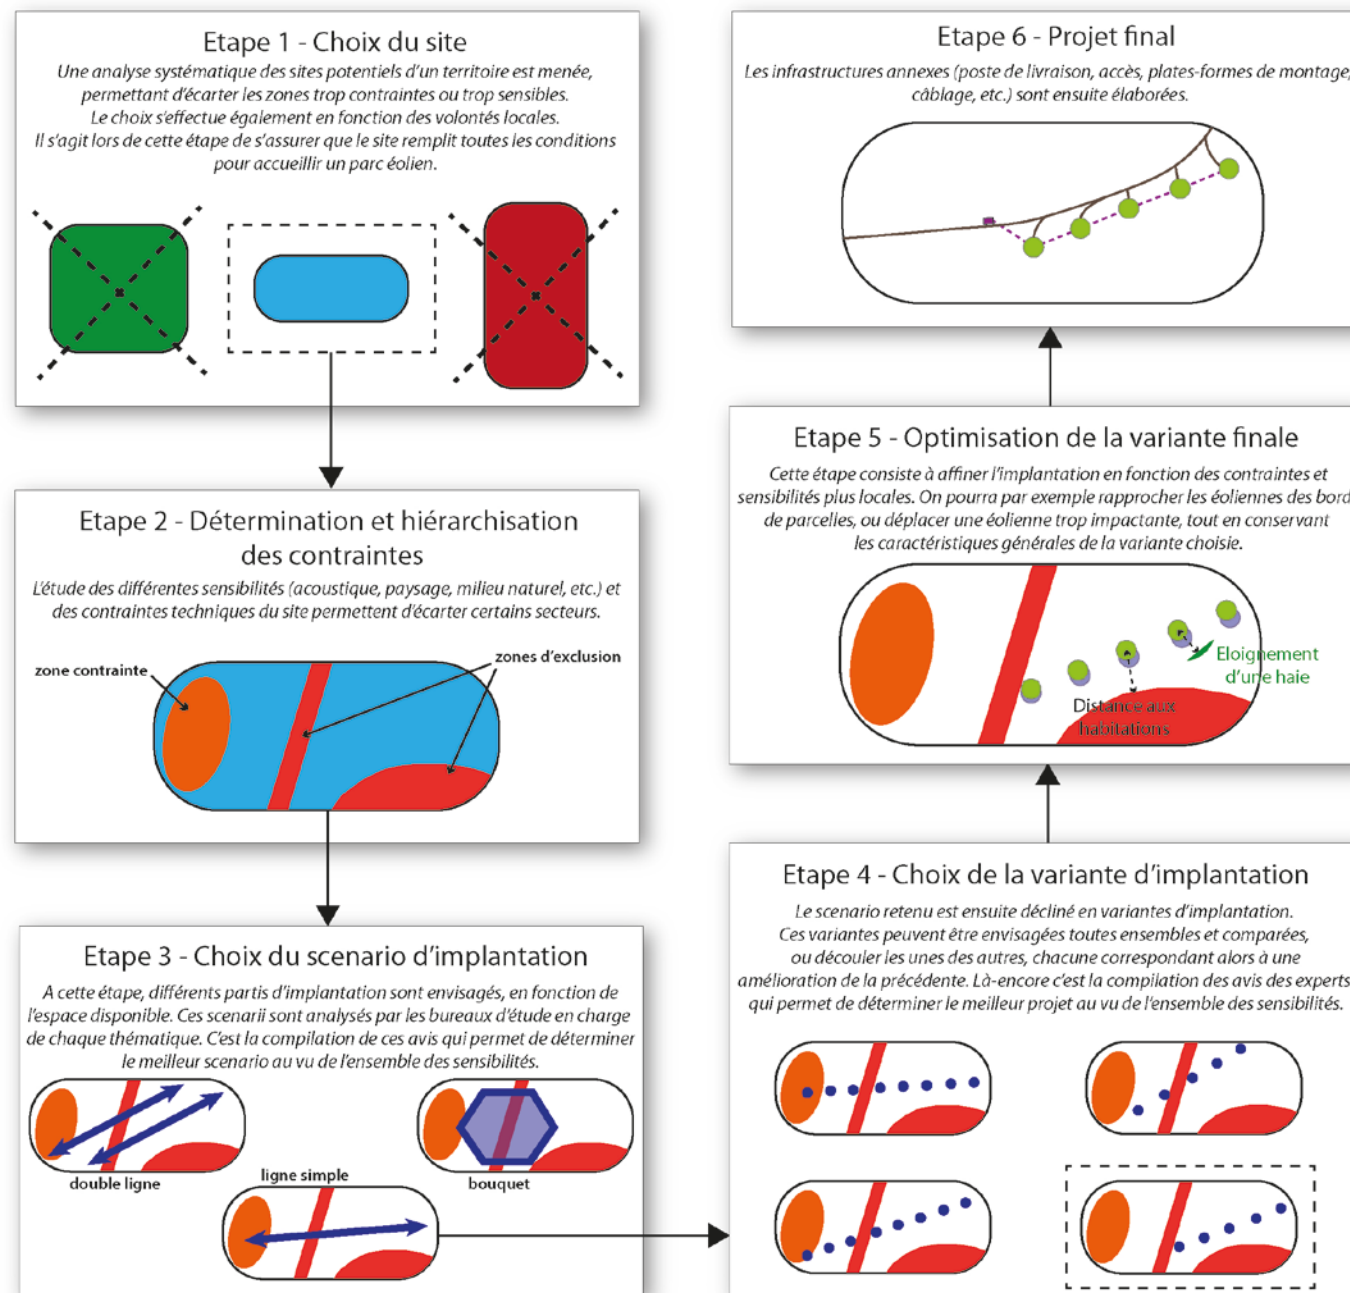 Etape 1 - Choix du site
Une analyse systématique des sites potentiels d'un territoire est menée,
permettant d'écarter les zones trop contraintes ou trop sensibles.
Le choix s'effectue également en fonction des volontés locales.
Il s'agit lors de cette étape de s'assurer que le site remplit toutes les conditions
pour accueillir un parc éolien.
Etape 2 - Détermination et hiérarchisation
des contraintes
L'étude des différentes sensibilités (acoustique, paysage, milieu naturel, etc.) et
des contraintes techniques du site permettent d'écarter certains secteurs.
zone contrainte
zones d'exclusion
Etape 3 - Choix du scenario d'implantation
A cette étape, différents partis d'implantation sont envisagés, en fonction de
l'espace disponible. Ces scenarii sont analysés par les bureaux d'étude en charge
de chaque thématique. C'est la compilation de ces avis qui permet de déterminer
le meilleur scenario au vu de l'ensemble des sensibilités.
double ligne
ligne simple
bouquet
Etape 4 - Choix de la variante d'implantation
Le scenario retenu est ensuite décliné en variantes d'implantation.
Ces variantes peuvent être envisagées toutes ensembles et comparées,
ou découler les unes des autres, chacune correspondant alors à une
amélioration de la précédente. Là-encore c'est la compilation des avis des experts
qui permet de déterminer le meilleur projet au vu de l'ensemble des sensibilités.
Etape 5 - Optimisation de la variante finale
Cette étape consiste à affiner l'implantation en fonction des contraintes et
sensibilités plus locales. On pourra par exemple rapprocher les éoliennes des bord
de parcelles, ou déplacer une éolienne trop impactante, tout en conservant
les caractéristiques générales de la variante choisie.
Eloignement
d'une haie
Distance aux
habitations
Etape 6 - Projet final
Les infrastructures annexes (poste de livraison, accès, plates-formes de montage,
câblage, etc.) sont ensuite élaborées.